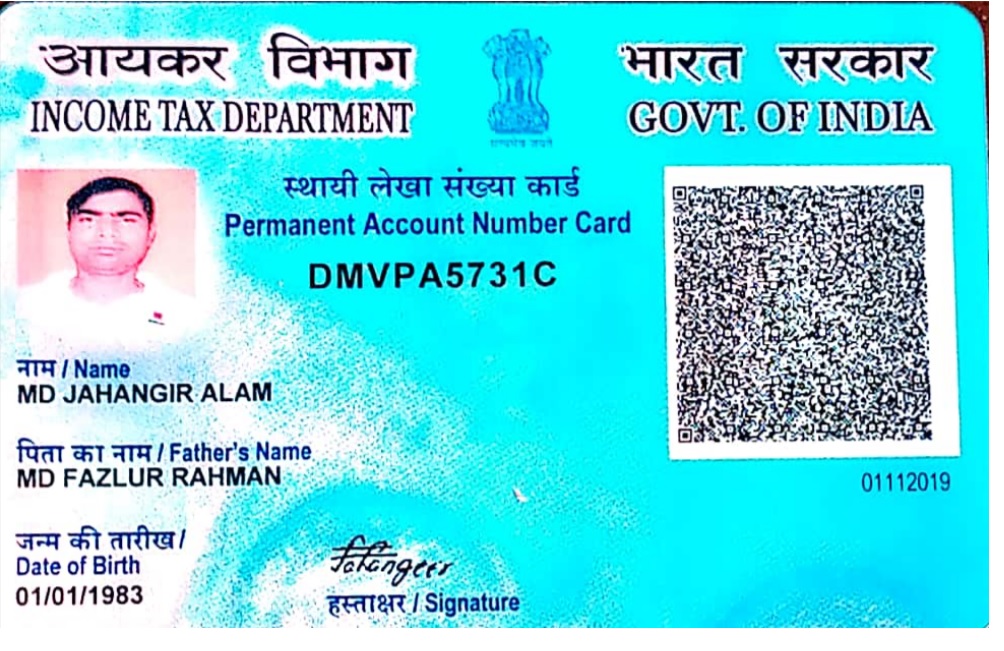 आयकर विभाग
INCOME TAX DEPARTMENT
सत्यमेव जयते
भारत सरकार
GOVT. OF INDIA
स्थायी लेखा संख्या कार्ड
Permanent Account Number Card
DMVPA5731C
नाम / Name
MD JAHANGIR ALAM
पिता का नाम / Father's Name
MD FAZLUR RAHMAN
01112019
जन्म की तारीख /
Date of Birth
01/01/1983
Jahangeer
हस्ताक्षर / Signature